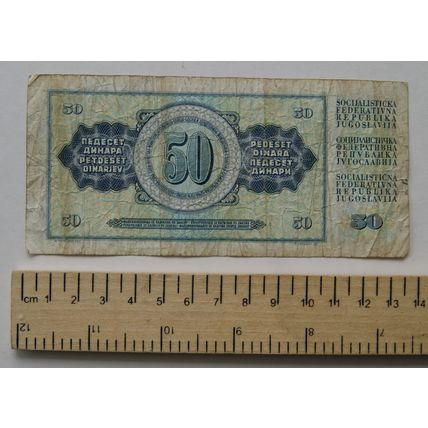 50
50
ПЕДЕСЕТ
ДИНАРА
PETDESET
DINARJEV
50
PEDESET
DINARA
ПЕДЕСЕТ
ДИНАРИ
50
50
SOCIJALISTIČKA
FEDERATIVNA
REPUBLIKA
JUGOSLAVIJA
СОЦИЈАЛИСТИЧКА
ФЕДЕРАТИВНА
РЕПУБЛИКА
ЈУГОСЛАВИЈА
SOCIALISTIČNA
FEDERATIVNA
REPUBLIKA
JUGOSLAVIJA
50
cm 1 2 3 4 5 6 7 8 9 10 11 12 13 14
12 11 10 9 8 7